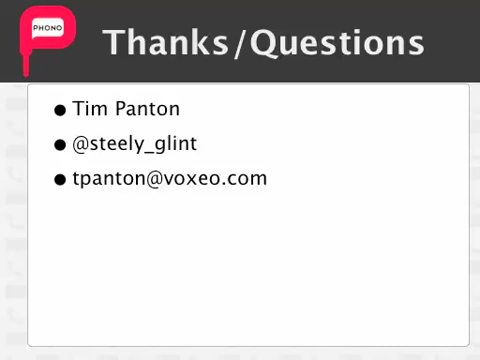 PHONO
Thanks/Questions
● Tim Panton
● @steely_glint
● tpanton@voxeo.com